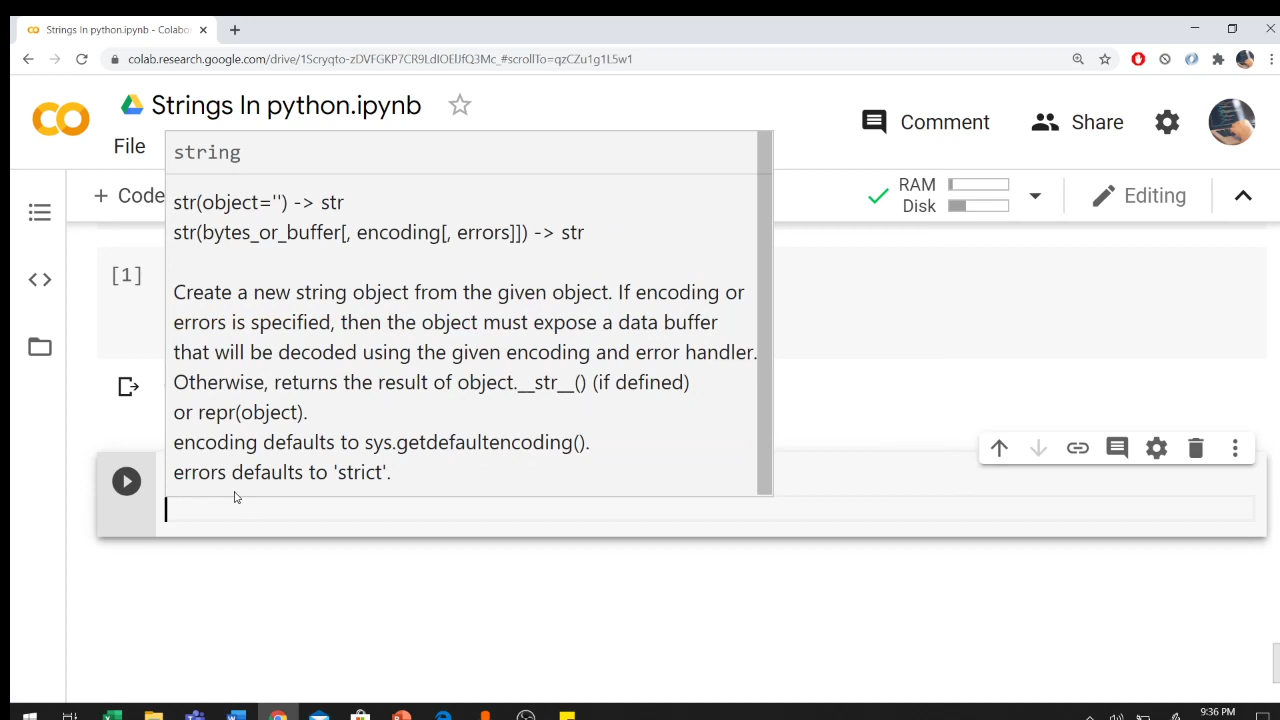 Strings In python.ipynb - Colabo
colab.research.google.com/drive/1Scryqto-zDVFGKP7CR9LdIOElJfQ3Mc_#scrollTo=qzCZu1g1L5w1
Strings In python.ipynb
Comment
Share
File
string
+ Code
RAM
Disk
Editing
str(object='') -> str
str(bytes_or_buffer[, encoding[, errors]]) -> str
[1]
Create a new string object from the given object. If encoding or
errors is specified, then the object must expose a data buffer
that will be decoded using the given encoding and error handler.
Otherwise, returns the result of object.__str__() (if defined)
or repr(object).
encoding defaults to sys.getdefaultencoding().
errors defaults to 'strict'.
9:36 PM